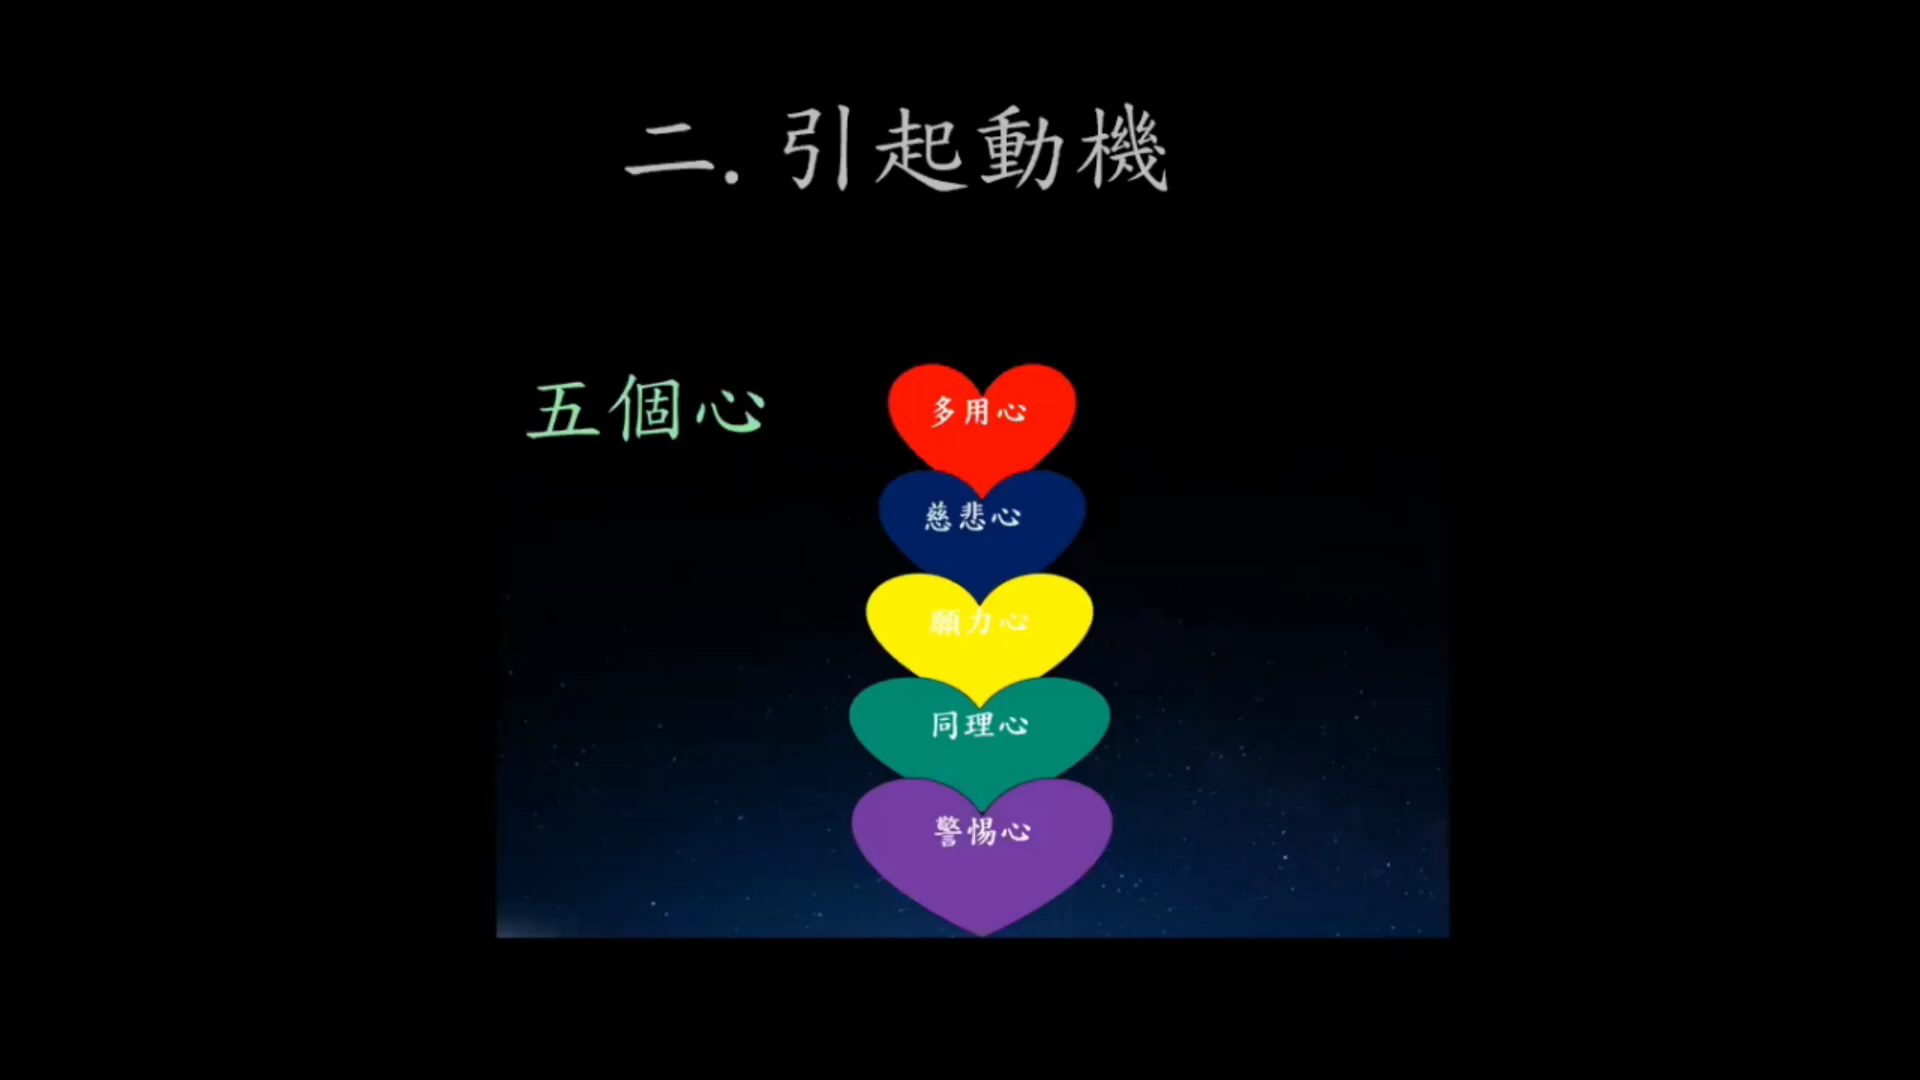 二. 引起動機
五個心
多用心
慈悲心
願力心
同理心
警惕心